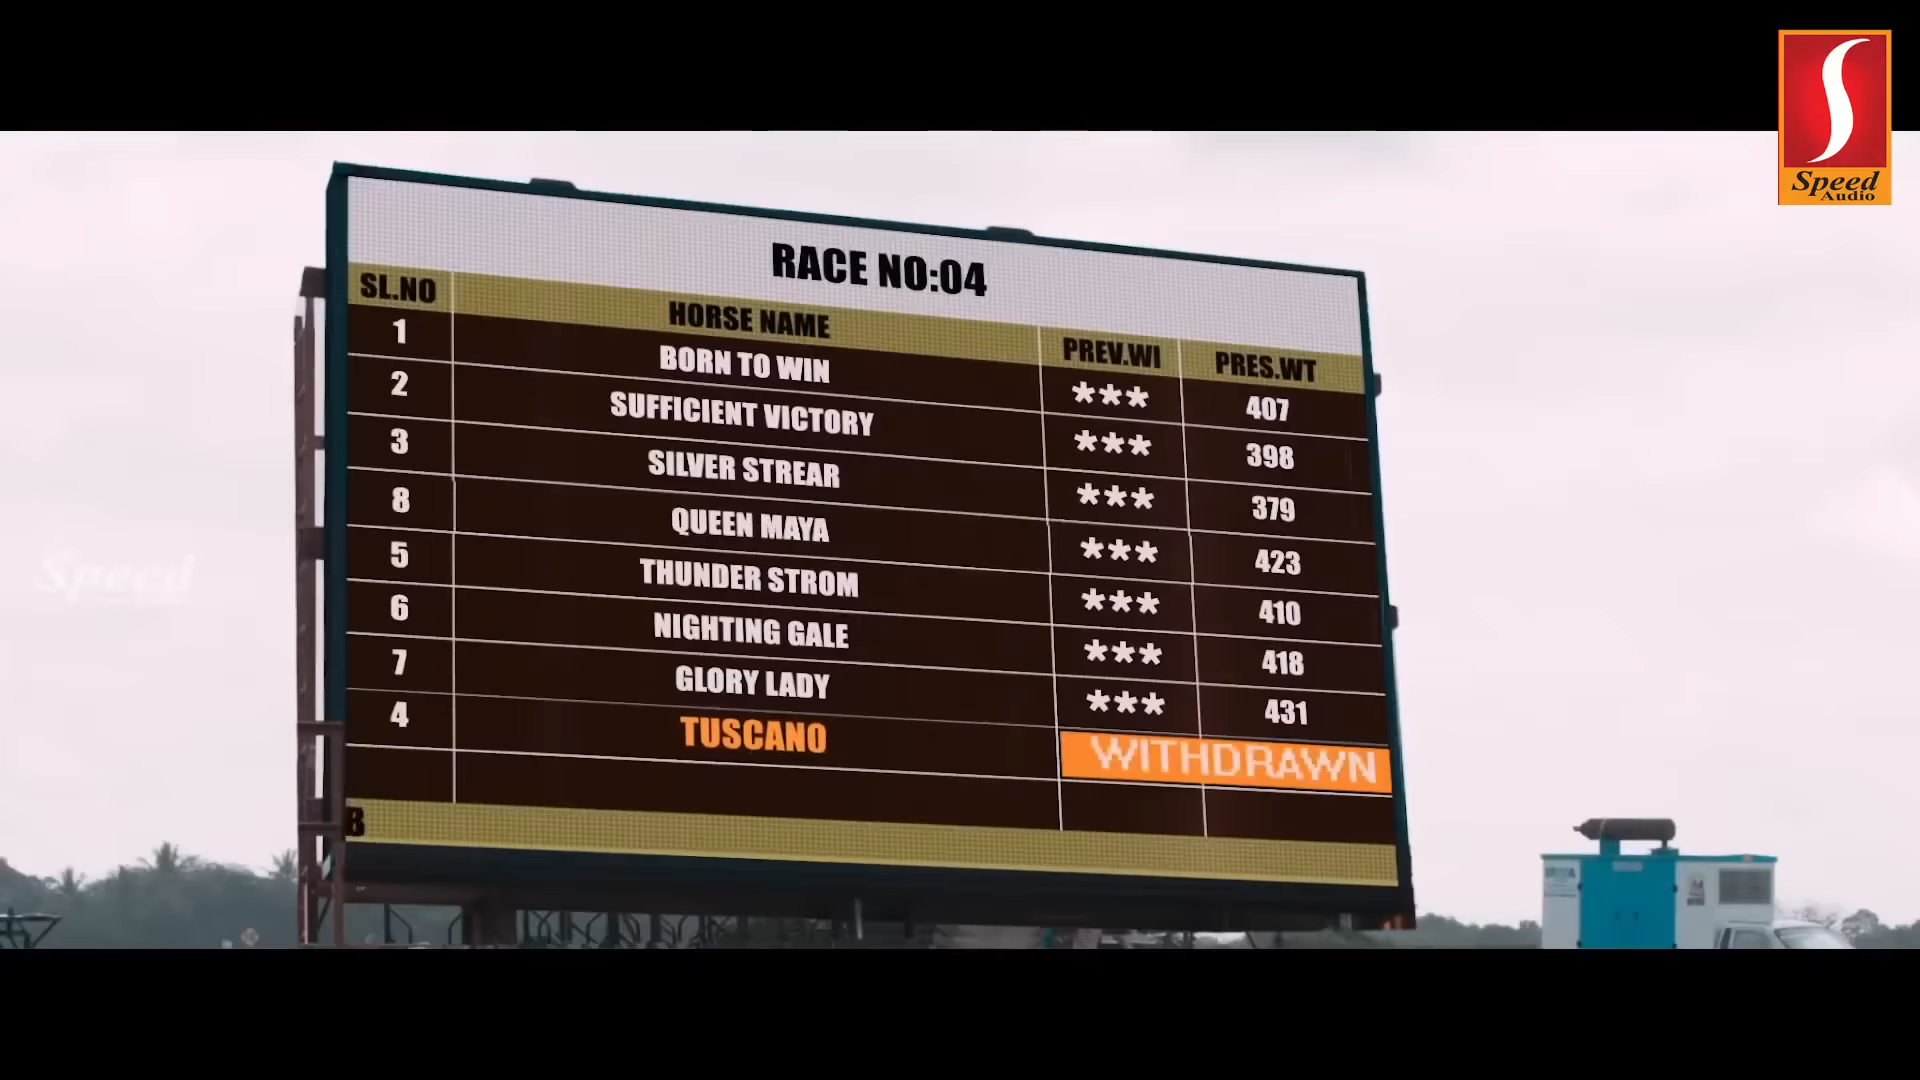 Speed
Audio
RACE NO:04
SL.NO HORSE NAME PREV.WI PRES.WT
1 BORN TO WIN *** 407
2 SUFFICIENT VICTORY *** 398
3 SILVER STREAR *** 379
8 QUEEN MAYA *** 423
5 THUNDER STROM *** 410
6 NIGHTING GALE *** 418
7 GLORY LADY *** 431
4 TUSCANO WITHDRAWN
B
Speed